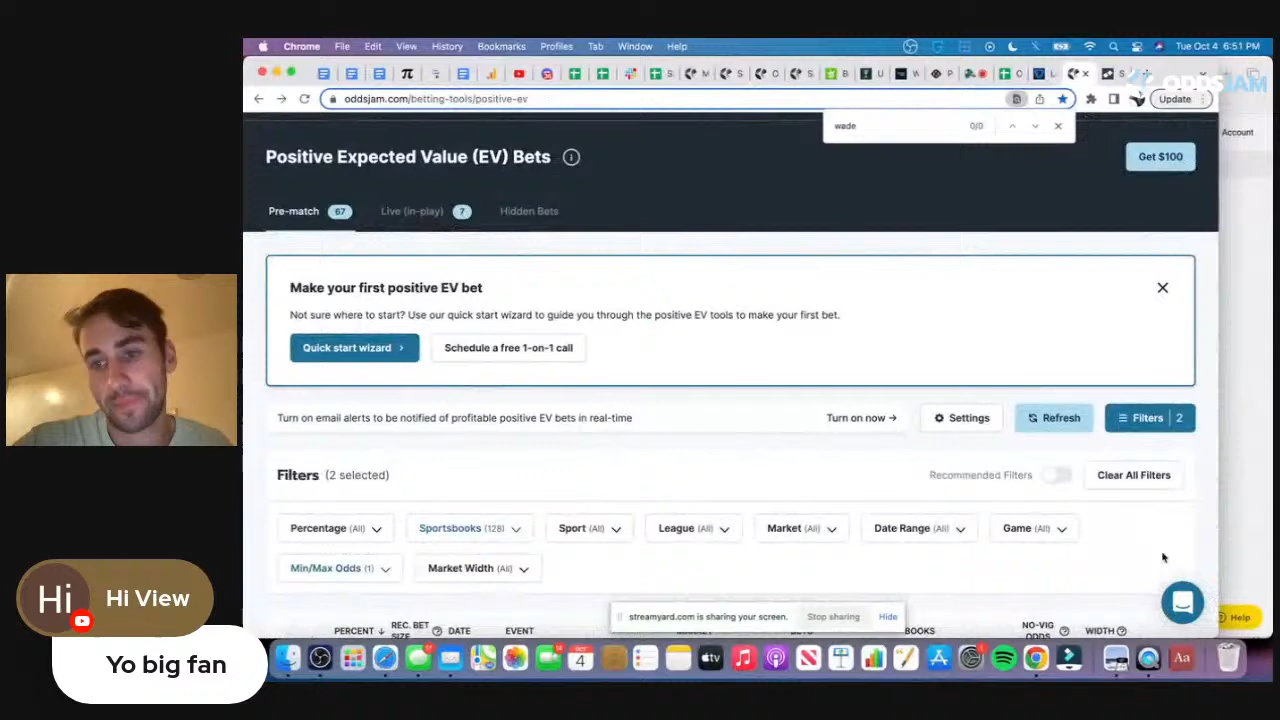 Chrome File Edit View History Bookmarks Profiles Tab Window Help
Tue Oct 4 6:51 PM
ODDSJAM
oddsjam.com/betting-tools/positive-ev
Update
wade 0/0
Account
Positive Expected Value (EV) Bets
Get $100
Pre-match 67 Live (in-play) 7 Hidden Bets
Make your first positive EV bet
Not sure where to start? Use our quick start wizard to guide you through the positive EV tools to make your first bet.
Quick start wizard Schedule a free 1-on-1 call
Turn on email alerts to be notified of profitable positive EV bets in real-time
Turn on now → Settings Refresh Filters 2
Filters (2 selected)
Recommended Filters Clear All Filters
Percentage (All) Sportsbooks (128) Sport (All) League (All) Market (All) Date Range (All) Game (All)
Min/Max Odds (1) Market Width (All)
streamyard.com is sharing your screen. Stop sharing Hide
Help
PERCENT REC. BET SIZE DATE EVENT BOOKS NO-VIG ODDS WIDTH
Hi Hi View
Yo big fan
OCT
4
tv
Aa